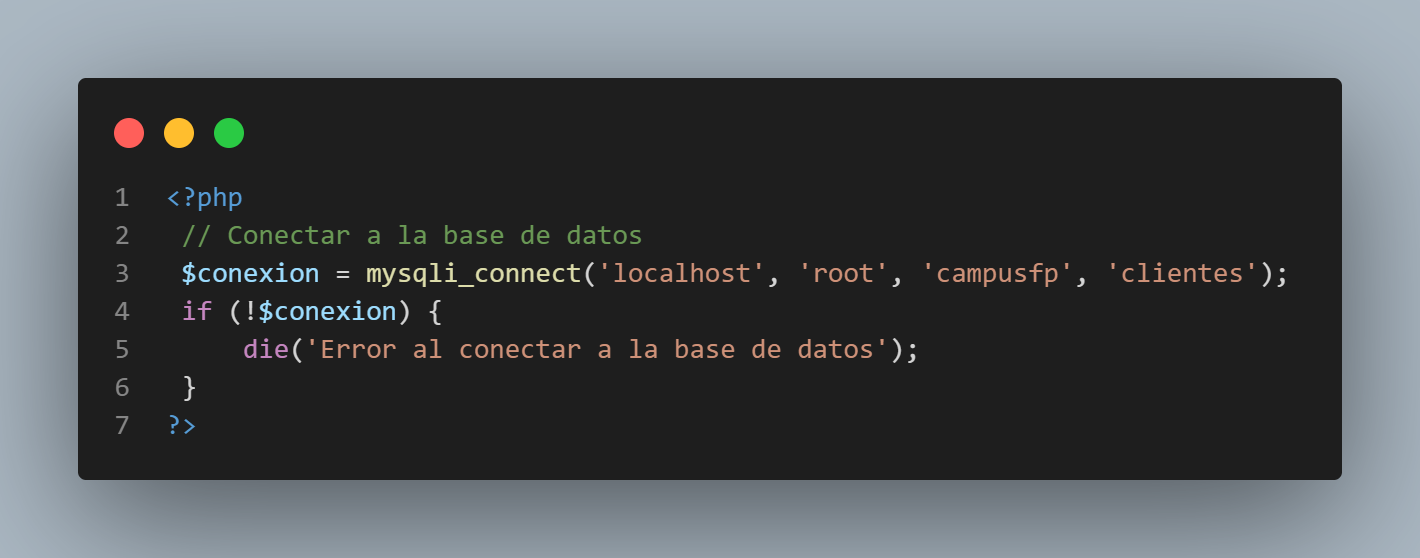 1 <?php
2 // Conectar a la base de datos
3 $conexion = mysqli_connect('localhost', 'root', 'campusfp', 'clientes');
4 if (!$conexion) {
5 die('Error al conectar a la base de datos');
6 }
7 ?>